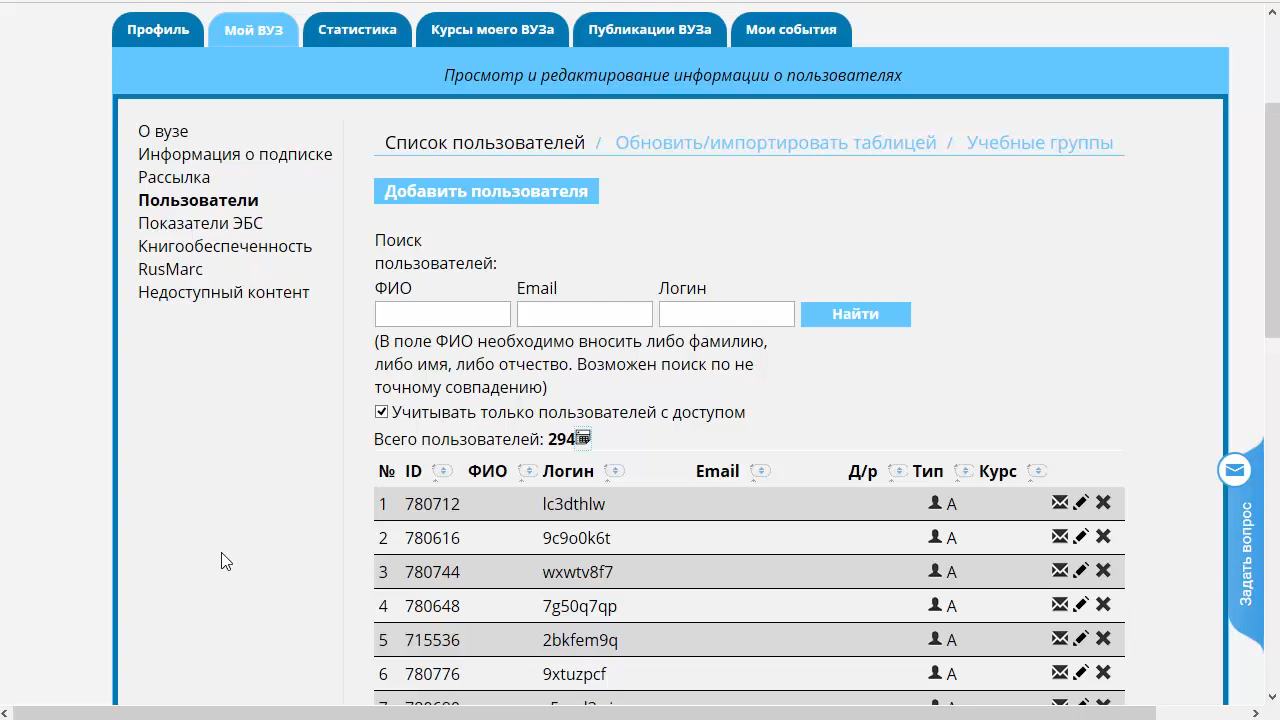 Профиль Мой ВУЗ Статистика Курсы моего ВУЗа Публикации ВУЗа Мои события
Просмотр и редактирование информации о пользователях
О вузе
Информация о подписке
Рассылка
Пользователи
Показатели ЭБС
Книгообеспеченность
RusMarc
Недоступный контент
Список пользователей / Обновить/импортировать таблицей / Учебные группы
Добавить пользователя
Поиск
пользователей:
ФИО Email Логин
Найти
(В поле ФИО необходимо вносить либо фамилию,
либо имя, либо отчество. Возможен поиск по не
точному совпадению)
Учитывать только пользователей с доступом
Всего пользователей: 294
№ ID ФИО Логин Email Д/р Тип Курс
1 780712 lc3dthlw А
2 780616 9c9o0k6t А
3 780744 wxwtv8f7 А
4 780648 7g50q7qp А
5 715536 2bkfem9q А
6 780776 9xtuzpcf А
Задать вопрос